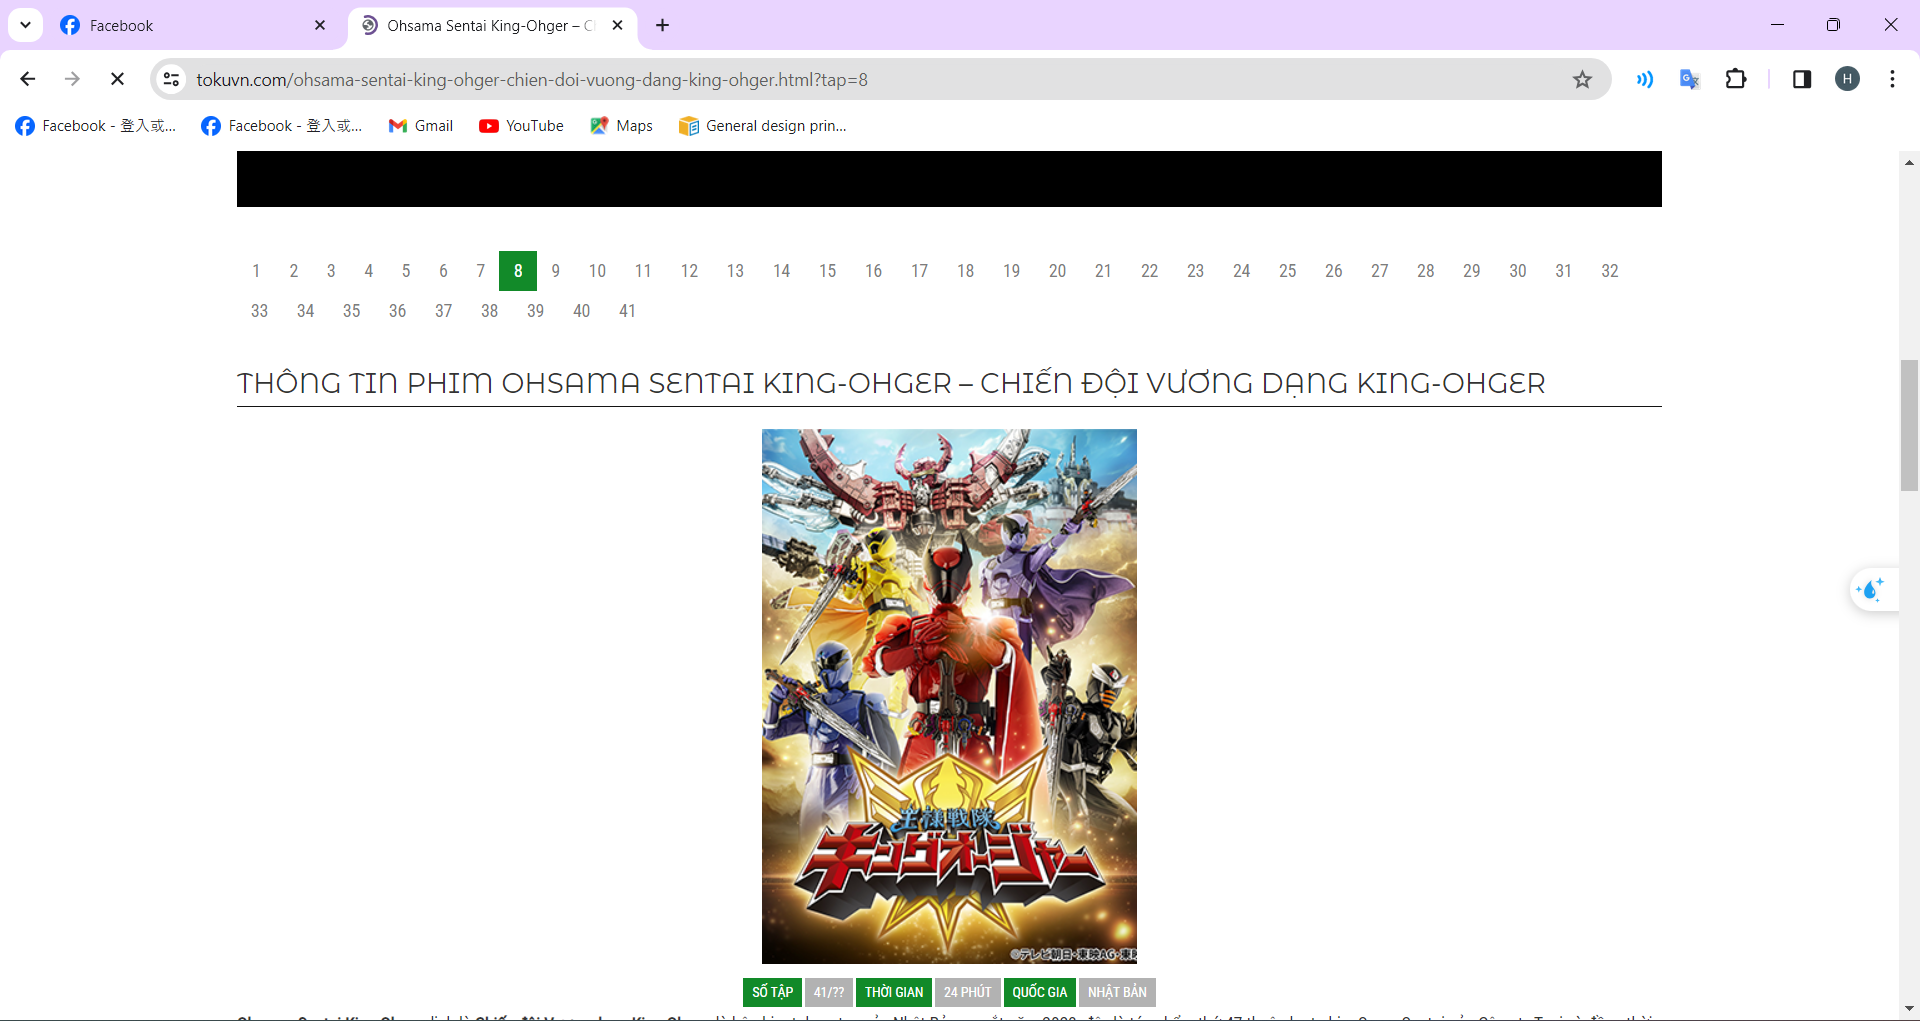 Facebook
Ohsama Sentai King-Ohger – C
tokuvn.com/ohsama-sentai-king-ohger-chien-doi-vuong-dang-king-ohger.html?tap=8
H
Facebook - 登入或... Facebook - 登入或... Gmail YouTube Maps General design prin...
1 2 3 4 5 6 7 8 9 10 11 12 13 14 15 16 17 18 19 20 21 22 23 24 25 26 27 28 29 30 31 32
33 34 35 36 37 38 39 40 41
THÔNG TIN PHIM OHSAMA SENTAI KING-OHGER – CHIẾN ĐỘI VƯƠNG DẠNG KING-OHGER
王様戦隊
キングオージャー
©テレビ朝日・東映AG・東映
SỐ TẬP 41/?? THỜI GIAN 24 PHÚT QUỐC GIA NHẬT BẢN